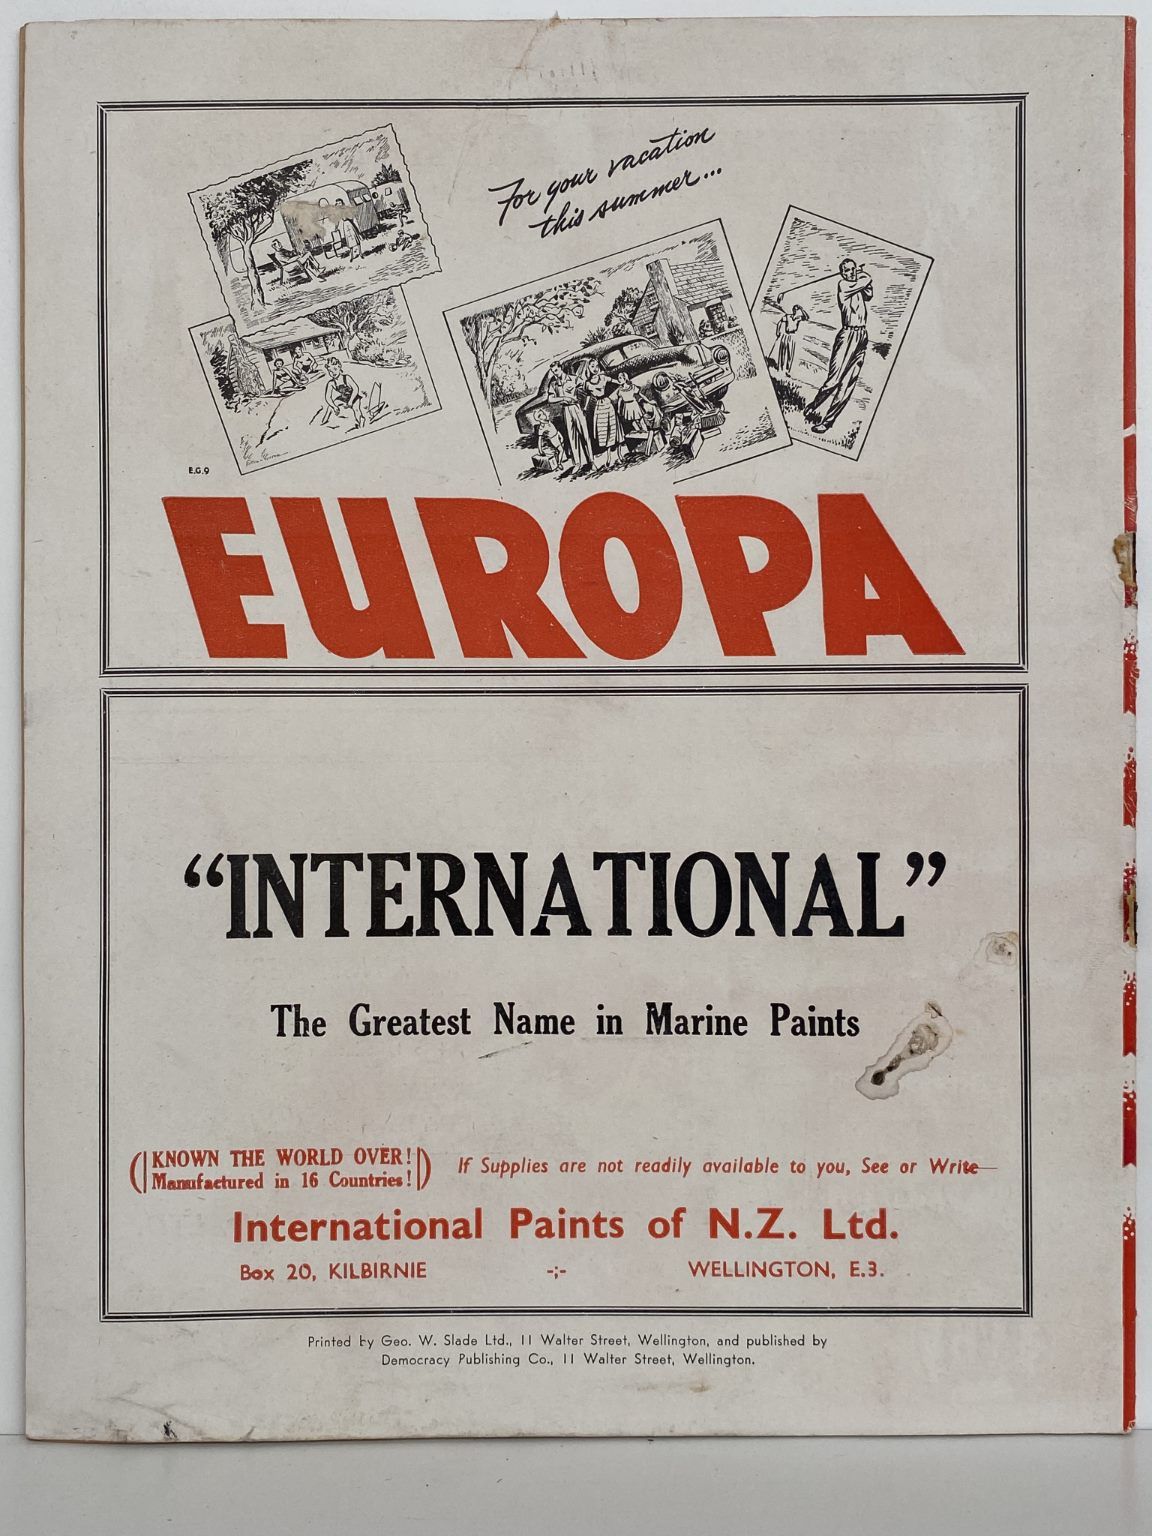 For your vacation
this summer...
E.G.9
EUROPA
“INTERNATIONAL”
The Greatest Name in Marine Paints
KNOWN THE WORLD OVER!
Manufactured in 16 Countries!
If Supplies are not readily available to you, See or Write—
International Paints of N.Z. Ltd.
Box 20, KILBIRNIE -;- WELLINGTON, E.3.
Printed by Geo. W. Slade Ltd., 11 Walter Street, Wellington, and published by
Democracy Publishing Co., 11 Walter Street, Wellington.